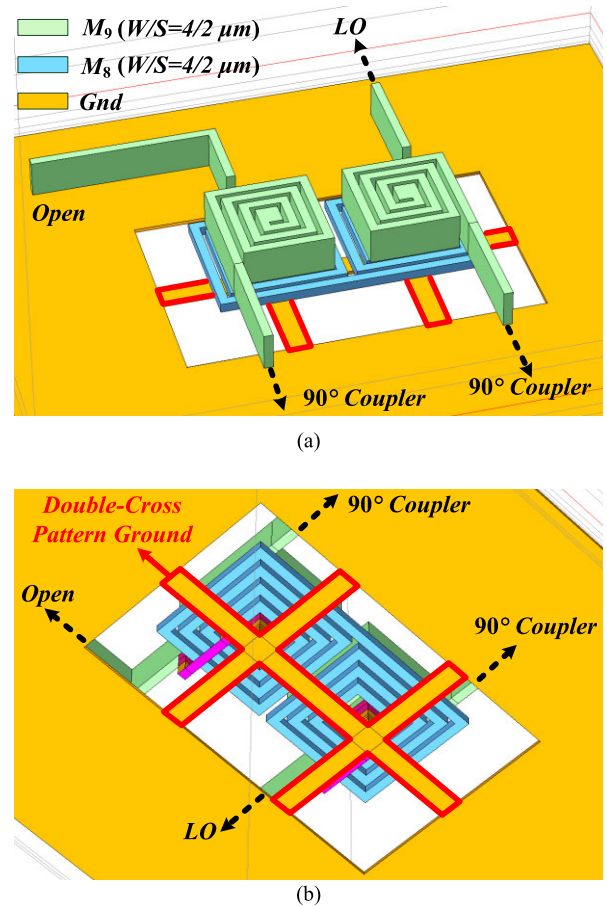 LO
M₉ (W/S=4/2 μm)
M₈ (W/S=4/2 μm)
Gnd
Open
90° Coupler
90° Coupler
(a)
Double-Cross
Pattern Ground
90° Coupler
Open
90° Coupler
LO
(b)